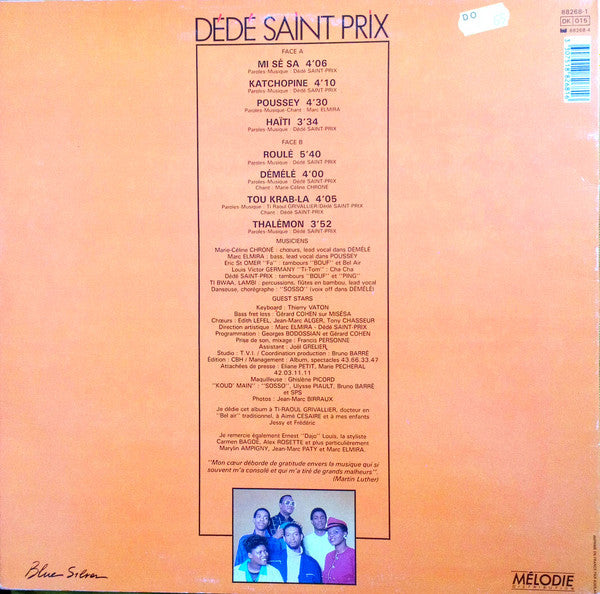 DÉDÉ SAINT PRIX
DO
88268-1
DK 015
88268-4
FACE A
MI SÉ SA 4'06
Paroles-Musique : Dédé SAINT-PRIX
KATCHOPINE 4'10
Paroles-Musique : Dédé SAINT-PRIX
POUSSEY 4'30
Paroles-Musique-Chant : Marc ELMIRA
HAÏTI 3'34
Paroles-Musique : Dédé SAINT-PRIX
FACE B
ROULÉ 5'40
Paroles-Musique : Dédé SAINT-PRIX
DÉMÉLÉ 4'00
Paroles-Musique : Dédé SAINT-PRIX
Chant : Marie-Céline CHRONÉ
TOU KRAB-LA 4'05
Paroles-Musique : Ti Raoul GRIVALLIER/Dédé SAINT-PRIX
Chant : Dédé SAINT-PRIX
THALÉMON 3'52
Paroles-Musique : Dédé SAINT-PRIX
MUSICIENS
Marie-Céline CHRONÉ : chœurs, lead vocal dans DÉMÉLÉ
Marc ELMIRA : bass, lead vocal dans POUSSEY
Eric St OMER "Fa" : tambours "BOUF" et Bel Air
Louis Victor GERMANY "Ti-Tom" : Cha Cha
Dédé SAINT-PRIX : tambours "BOUF" et "PING"
TI BWAA, LAMBI : percussions, flûtes en bambou, lead vocal
Danseuse, chorégraphe : "SOSSO" (voix off dans DÉMÉLÉ)
GUEST STARS
Keyboard : Thierry VATON
Bass fret less : Gérard COHEN sur MISÉSA
Chœurs : Edith LEFEL, Jean-Marc ALGER, Tony CHASSEUR
Direction artistique : Marc ELMIRA - Dédé SAINT-PRIX
Programmation : Georges BODOSSIAN et Gérard COHEN
Prise de son, mixage : Francis PERSONNE
Assistant : Joël GRELIER
Studio : T.V.I. / Coordination production : Bruno BARRÉ
Édition : CBH / Management : Album, spectacles 43.66.33.47
Attachées de presse : Éliane PETIT, Marie PECHERAL
42.03.11.11
Maquilleuse : Ghislène PICORD
"KOUD' MAIN" : "SOSSO", Ulysse PIAULT, Bruno BARRÉ
et SPS
Photos : Jean-Marc BIRRAUX
Je dédie cet album à TI-RAOUL GRIVALLIER, docteur en
"Bel air" traditionnel, à Aimé CESAIRE et à mes enfants
Jessy et Frédéric
Je remercie également Ernest "Dajo" Louis, la styliste
Carmen BAGOÉ, Alex ROSETTE et plus particulièrement
Marylin AMPIGNY, Jean-Marc PATY et Marc ELMIRA.
"Mon cœur déborde de gratitude envers la musique qui si
souvent m'a consolé et qui m'a tiré de grands malheurs".
(Martin Luther)
Blue Silver
MÉLODIE
DISTRIBUTION